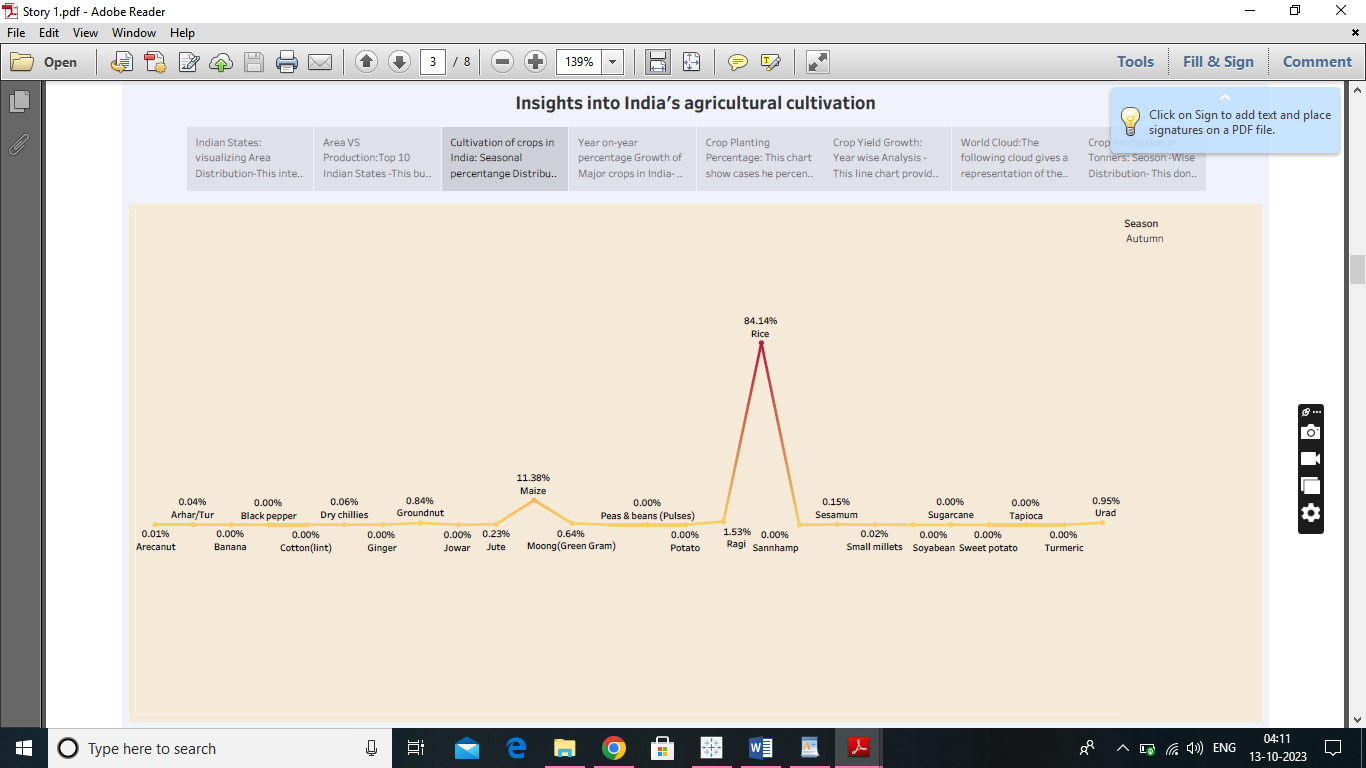 Story 1.pdf - Adobe Reader
File Edit View Window Help
Open 3 / 8 139% Tools Fill & Sign Comment
Insights into India's agricultural cultivation
Click on Sign to add text and place
signatures on a PDF file.
Indian States:
visualizing Area
Distribution-This inte..
Area VS
Production:Top 10
Indian States -This bu..
Cultivation of crops in
India: Seasonal
percentange Distribu..
Year on-year
percentage Growth of
Major crops in India- ..
Crop Planting
Percentage: This chart
show cases he percen..
Crop Yield Growth:
Year wise Analysis -
This line chart provid..
World Cloud:The
following cloud gives a
representation of the..
Crop Production in
Tonners: Seoson -Wise
Distribution- This don..
Season
Autumn
84.14%
Rice
11.38%
Maize
0.04%
Arhar/Tur
0.00%
Black pepper
0.06%
Dry chillies
0.84%
Groundnut
0.00%
Peas & beans (Pulses)
0.15%
Sesamum
0.00%
Sugarcane
0.00%
Tapioca
0.95%
Urad
0.01%
Arecanut
0.00%
Banana
0.00%
Cotton(lint)
0.00%
Ginger
0.00%
Jowar
0.23%
Jute
0.64%
Moong(Green Gram)
0.00%
Potato
1.53%
Ragi
0.00%
Sannhamp
0.02%
Small millets
0.00%
Soyabean
0.00%
Sweet potato
0.00%
Turmeric
Type here to search
ENG
04:11
13-10-2023